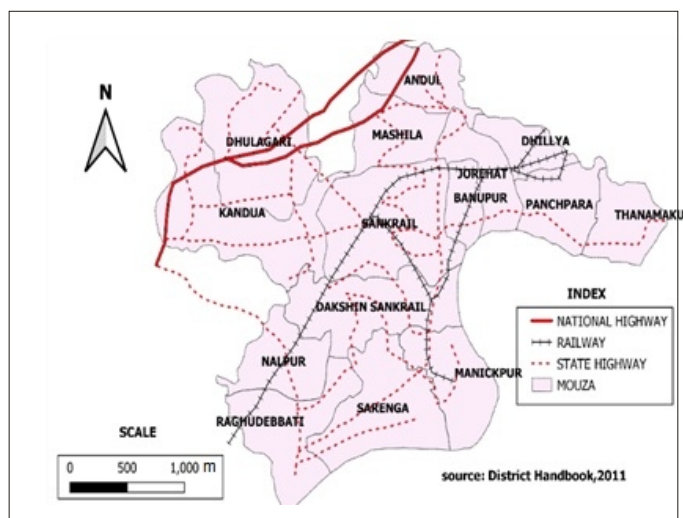 N
ANDUL
DHULAGARI
MASHILA
DHILLYA
JOREHAT
KANDUA
BANUPUR
PANCHPARA
SANKRAIL
THANAMAKU
INDEX
NATIONAL HIGHWAY
RAILWAY
STATE HIGHWAY
MOUZA
DAKSHIN SANKRAIL
NALPUR
MANICKPUR
SARENGA
RAGHUDEBBATI
SCALE
0 500 1,000 m
source: District Handbook,2011